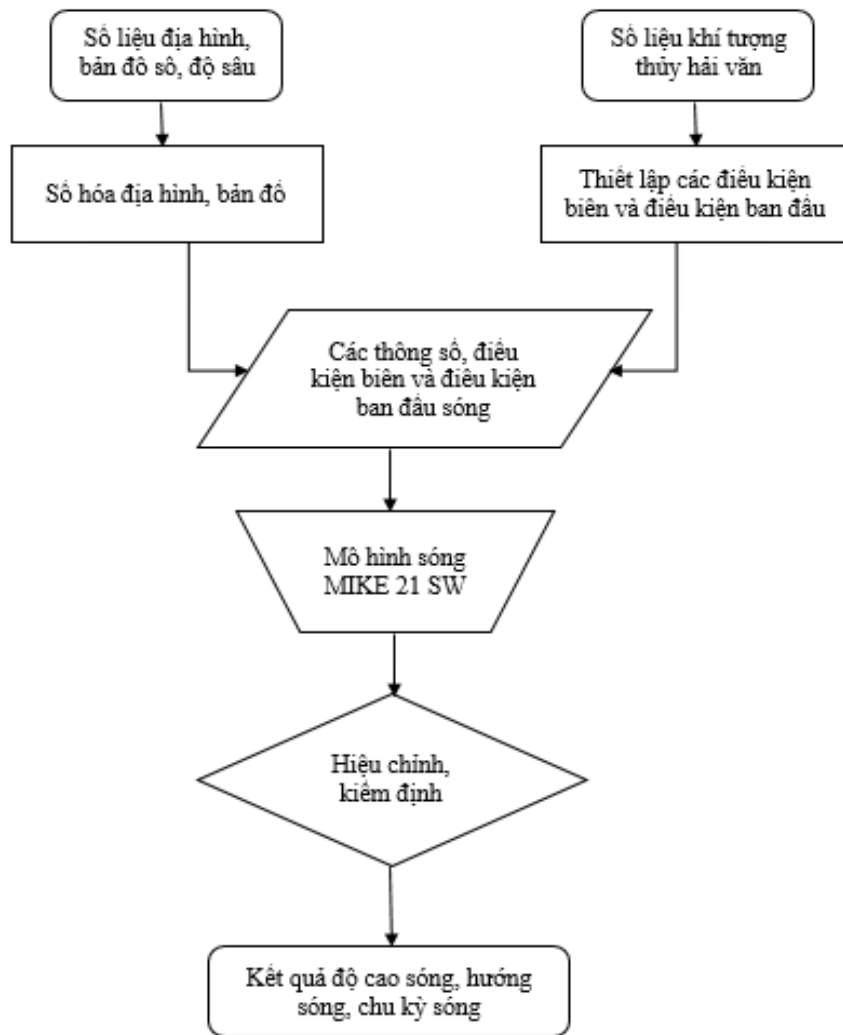 Số liệu địa hình,
bản đồ số, độ sâu
Số liệu khí tượng
thủy hải văn
Số hóa địa hình, bản đồ
Thiết lập các điều kiện
biên và điều kiện ban đầu
Các thông số, điều
kiện biên và điều kiện
ban đầu sóng
Mô hình sóng
MIKE 21 SW
Hiệu chỉnh,
kiểm định
Kết quả độ cao sóng, hướng
sóng, chu kỳ sóng